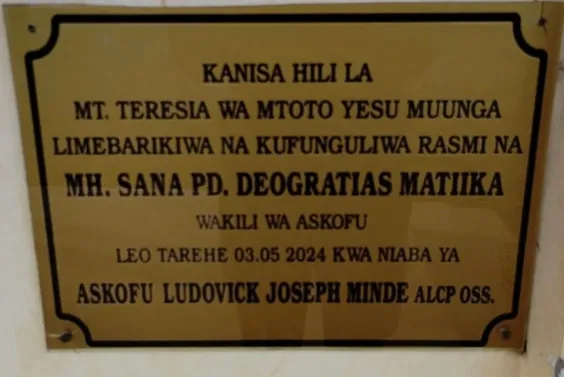 KANISA HILI LA
MT. TERESIA WA MTOTO YESU MUUNGA
LIMEBARIKIWA NA KUFUNGULIWA RASMI NA
MH. SANA PD. DEOGRATIAS MATIIKA
WAKILI WA ASKOFU
LEO TAREHE 03.05 2024 KWA NIABA YA
ASKOFU LUDOVICK JOSEPH MINDE ALCP OSS.